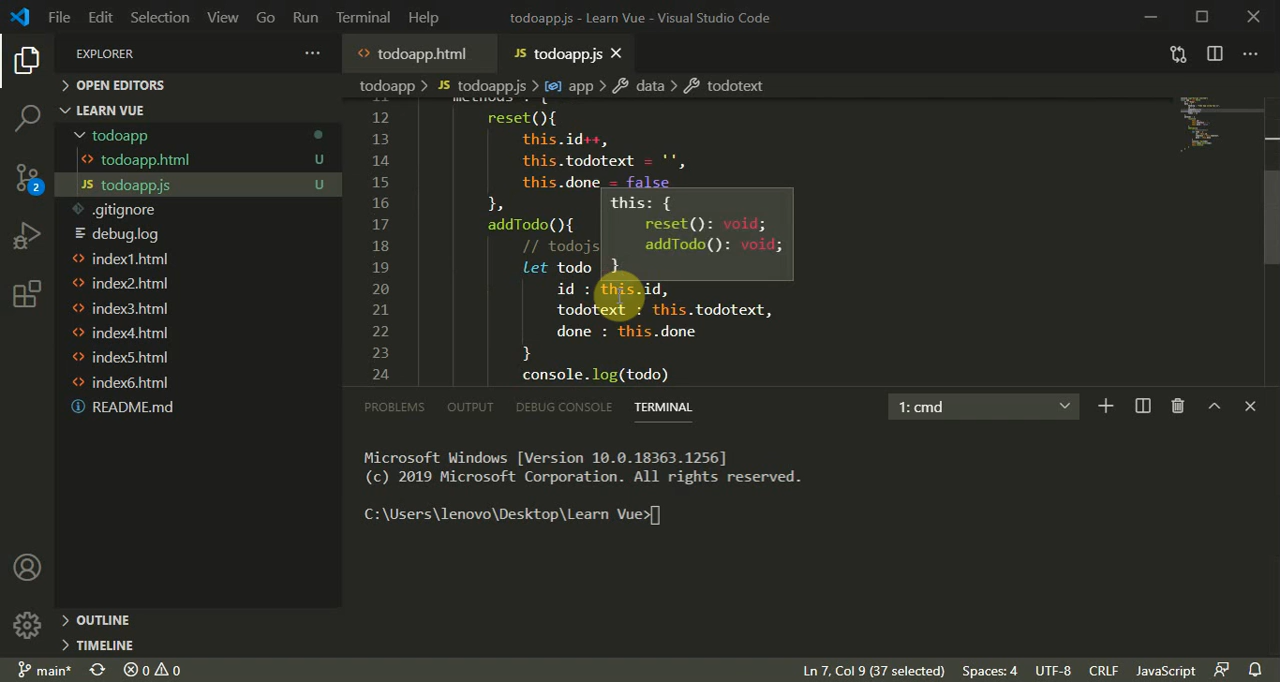 File Edit Selection View Go Run Terminal Help todoapp.js - Learn Vue - Visual Studio Code
EXPLORER ...
todoapp.html JS todoapp.js
OPEN EDITORS
todoapp > JS todoapp.js > app > data > todotext
LEARN VUE
todoapp
todoapp.html U
JS todoapp.js U
.gitignore
debug.log
index1.html
index2.html
index3.html
index4.html
index5.html
index6.html
README.md
2
OUTLINE
TIMELINE
11 methods : {
12 reset(){
13 this.id++,
14 this.todotext = '',
15 this.done = false
16 },
17 addTodo(){
18 // todojs
19 let todo
20 id : this.id,
21 todotext : this.todotext,
22 done : this.done
23 }
24 console.log(todo)
this: {
reset(): void;
addTodo(): void;
}
PROBLEMS OUTPUT DEBUG CONSOLE TERMINAL 1: cmd
Microsoft Windows [Version 10.0.18363.1256]
(c) 2019 Microsoft Corporation. All rights reserved.
C:\Users\lenovo\Desktop\Learn Vue>
main* 0 0 Ln 7, Col 9 (37 selected) Spaces: 4 UTF-8 CRLF JavaScript